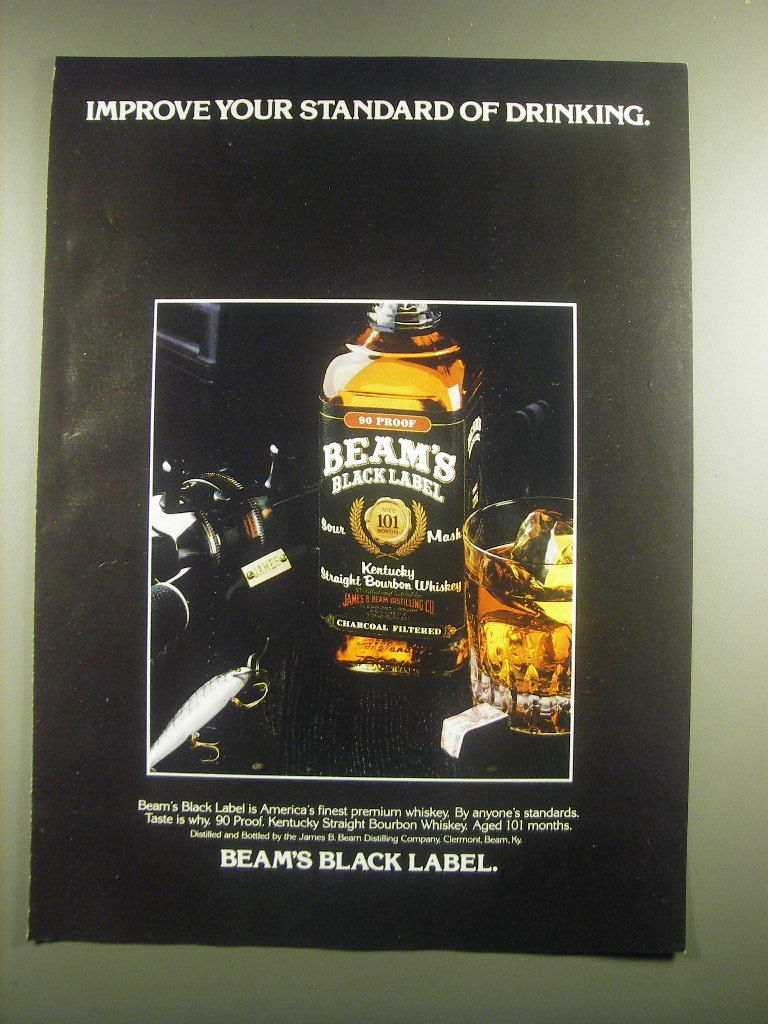 IMPROVE YOUR STANDARD OF DRINKING.
90 PROOF
BEAM'S
BLACK LABEL
AGED
101
MONTHS
Sour Mash
Kentucky
Straight Bourbon Whiskey
JAMES B. BEAM DISTILLING CO.
CHARCOAL FILTERED
JAMES
Beam's Black Label is America's finest premium whiskey. By anyone's standards.
Taste is why. 90 Proof. Kentucky Straight Bourbon Whiskey. Aged 101 months.
Distilled and Bottled by the James B. Beam Distilling Company, Clermont, Beam, Ky.
BEAM'S BLACK LABEL.